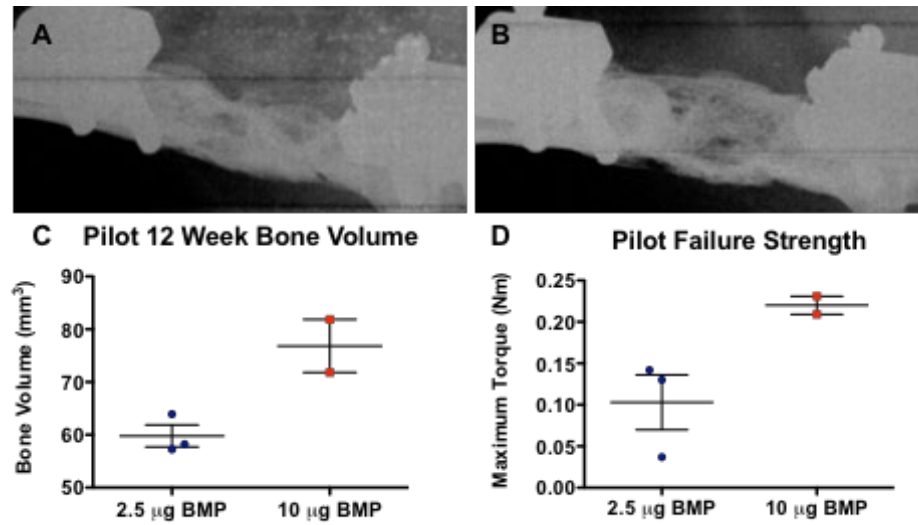 A
B
C Pilot 12 Week Bone Volume
Bone Volume (mm³)
90
80
70
60
50
2.5 μg BMP 10 μg BMP
D Pilot Failure Strength
Maximum Torque (Nm)
0.25
0.20
0.15
0.10
0.05
0.00
2.5 μg BMP 10 μg BMP